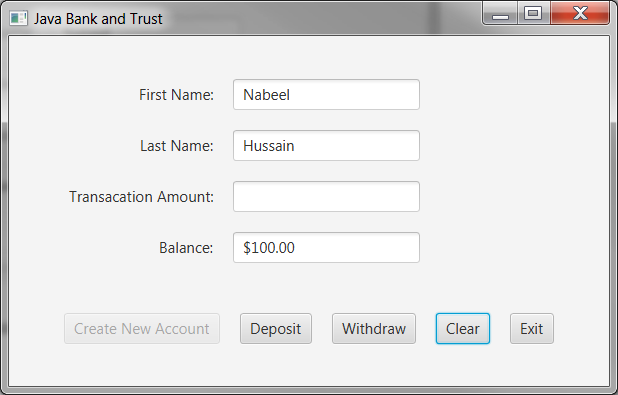 Java Bank and Trust
First Name: Nabeel
Last Name: Hussain
Transacation Amount:
Balance: $100.00
Create New Account Deposit Withdraw Clear Exit